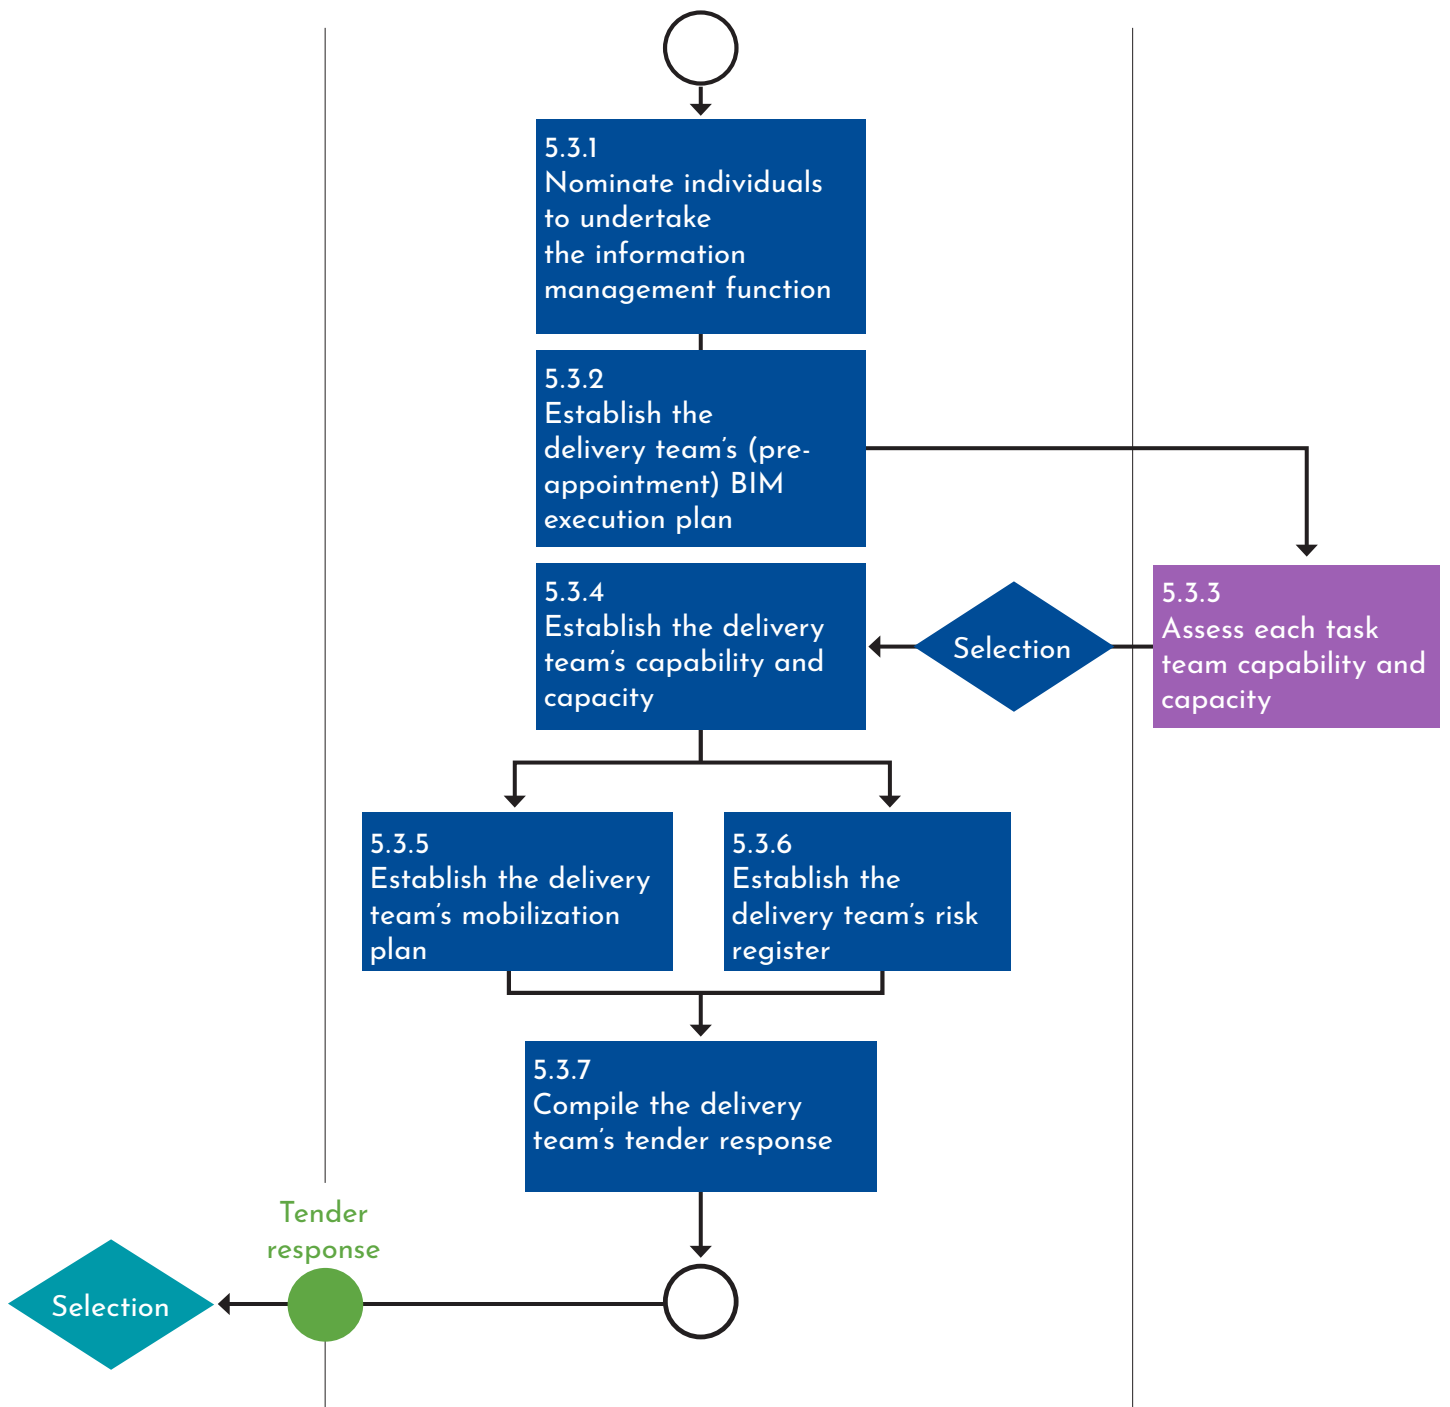 5.3.1
Nominate individuals
to undertake
the information
management function
5.3.2
Establish the
delivery team's (pre-
appointment) BIM
execution plan
5.3.4
Establish the delivery
team's capability and
capacity
Selection
5.3.3
Assess each task
team capability and
capacity
5.3.5
Establish the delivery
team's mobilization
plan
5.3.6
Establish the
delivery team's risk
register
5.3.7
Compile the delivery
team's tender response
Tender
response
Selection